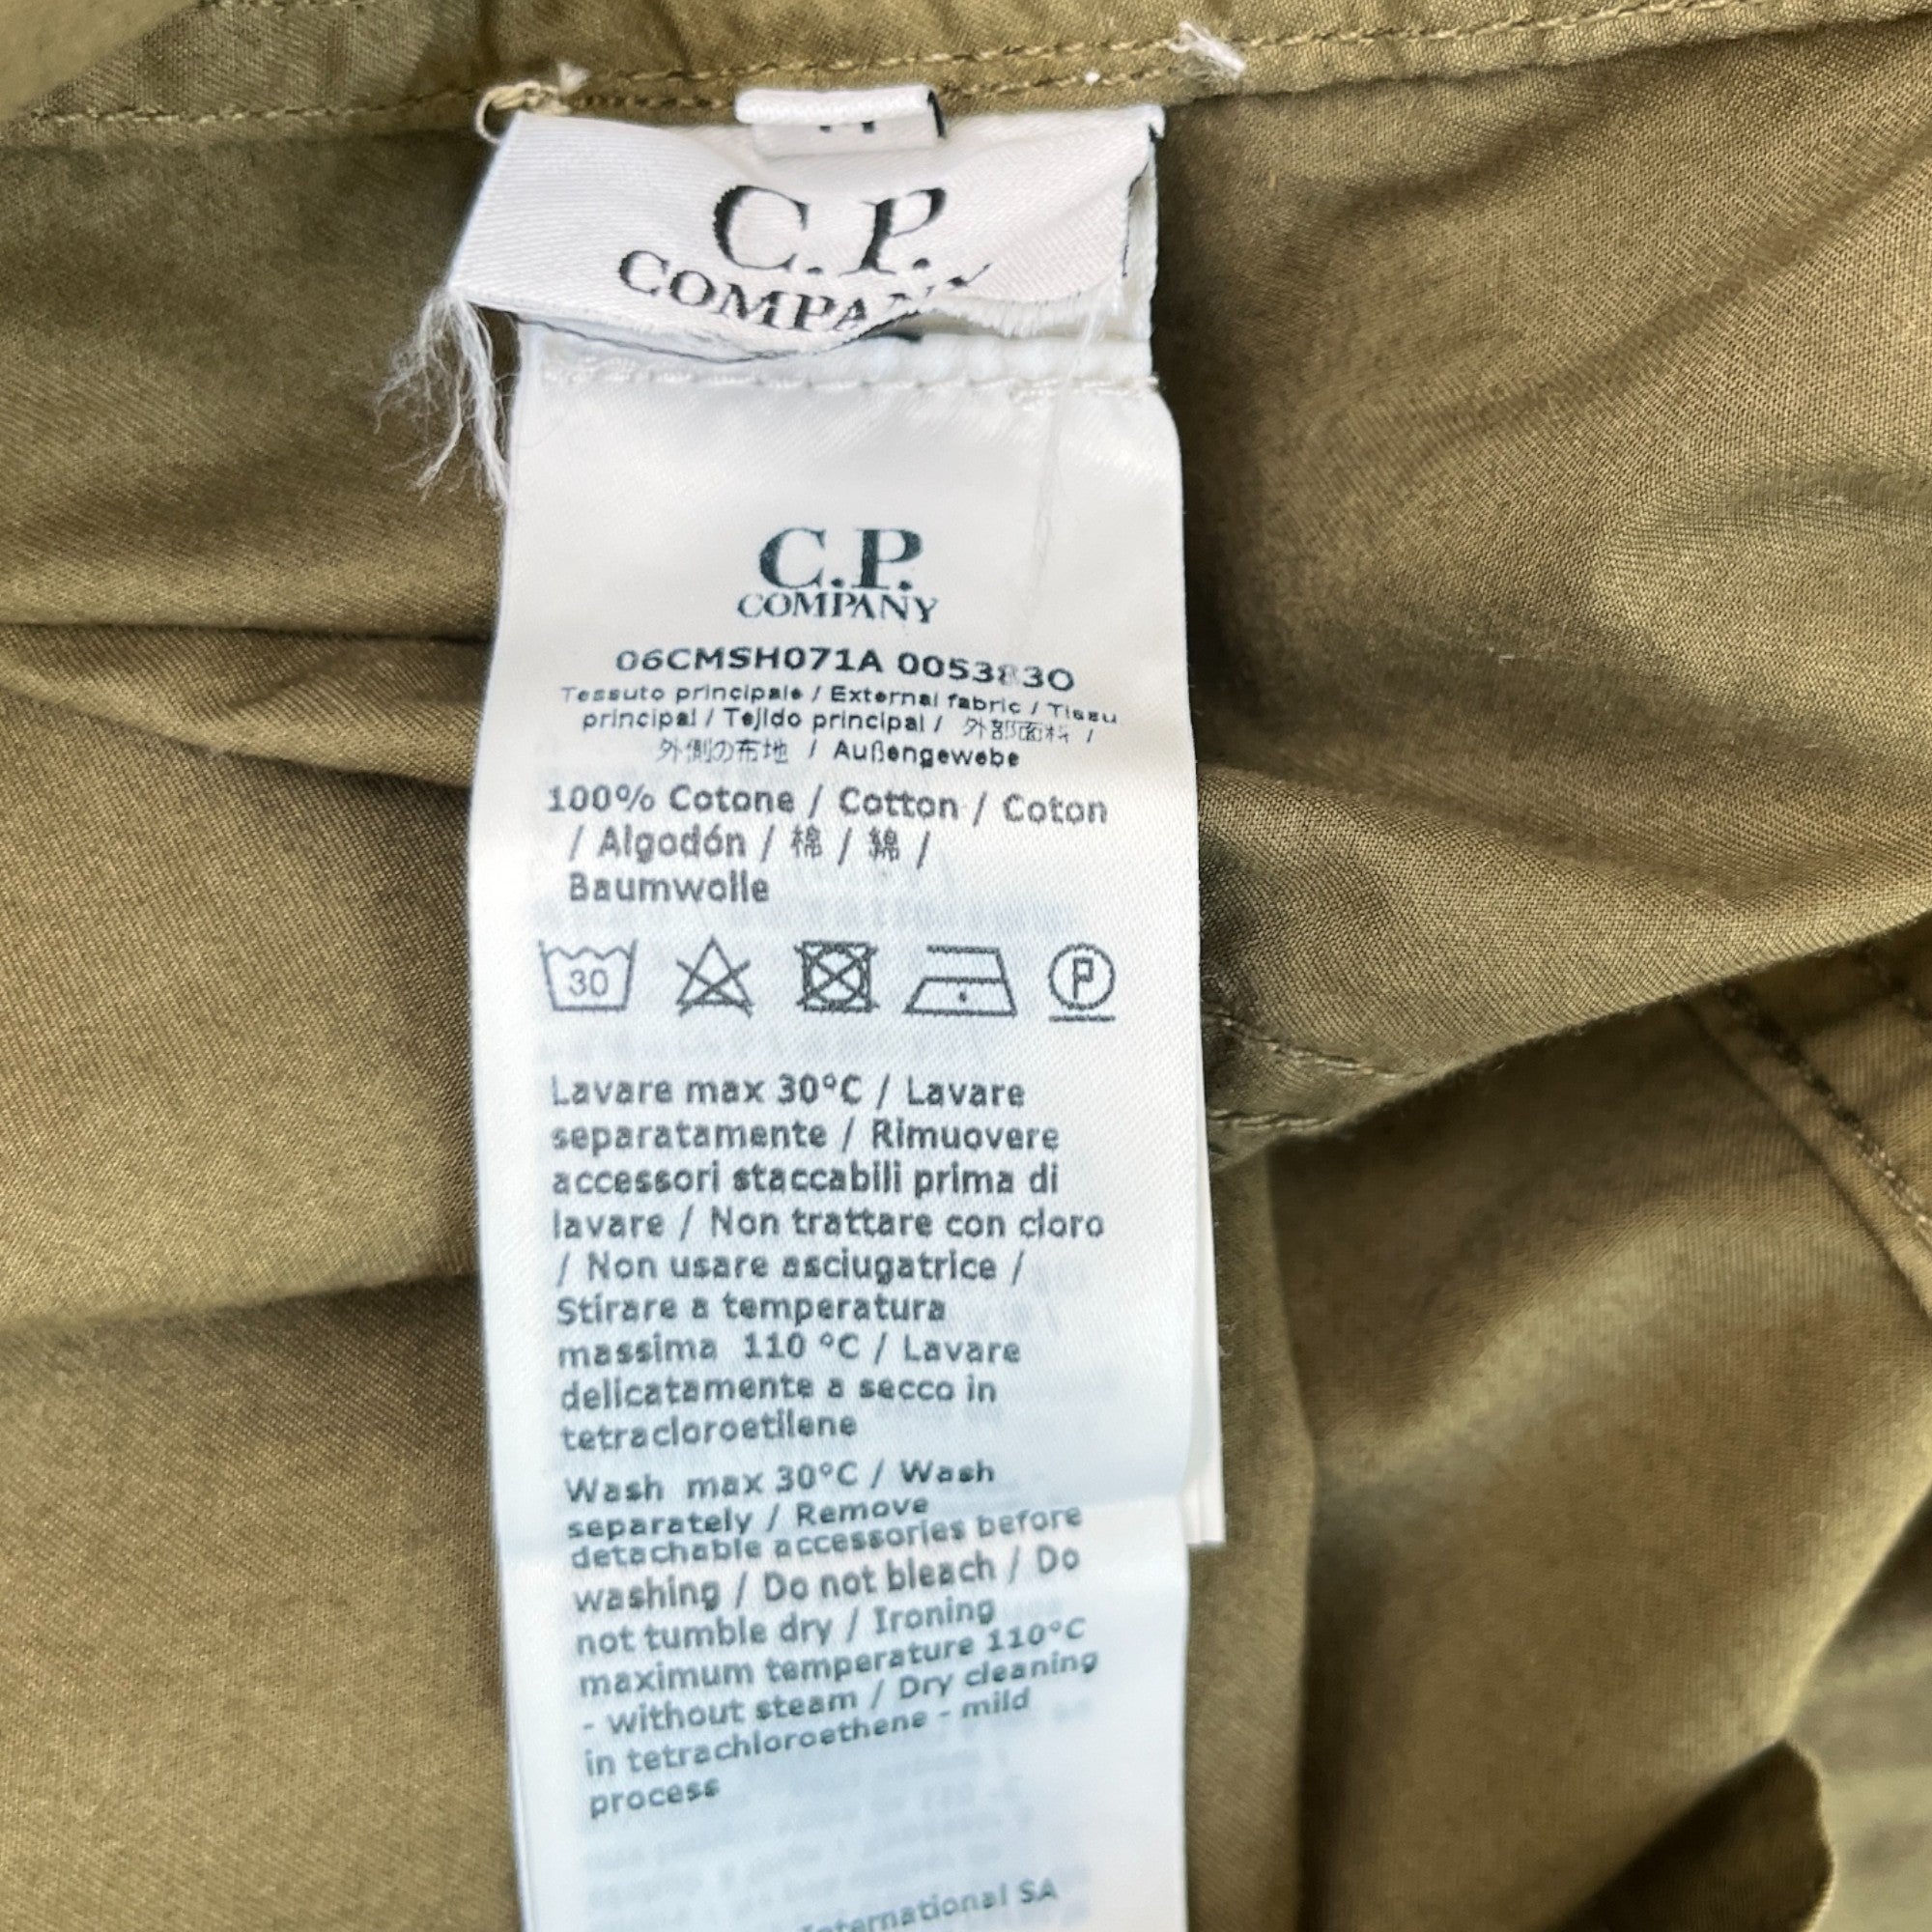 C.P.
COMPANY
C.P.
COMPANY
06CMSH071A 0053830
Tessuto principale / External fabric / Tissu
principal / Tejido principal / 外部面料 /
外側の布地 / Außengewebe
100% Cotone / Cotton / Coton
/ Algodón / 棉 / 綿 /
Baumwolle
30
P
Lavare max 30°C / Lavare
separatamente / Rimuovere
accessori staccabili prima di
lavare / Non trattare con cloro
/ Non usare asciugatrice /
Stirare a temperatura
massima 110 °C / Lavare
delicatamente a secco in
tetracloroetilene
Wash max 30°C / Wash
separately / Remove
detachable accessories before
washing / Do not bleach / Do
not tumble dry / Ironing
maximum temperature 110°C
- without steam / Dry cleaning
in tetrachloroethene - mild
process
International SA